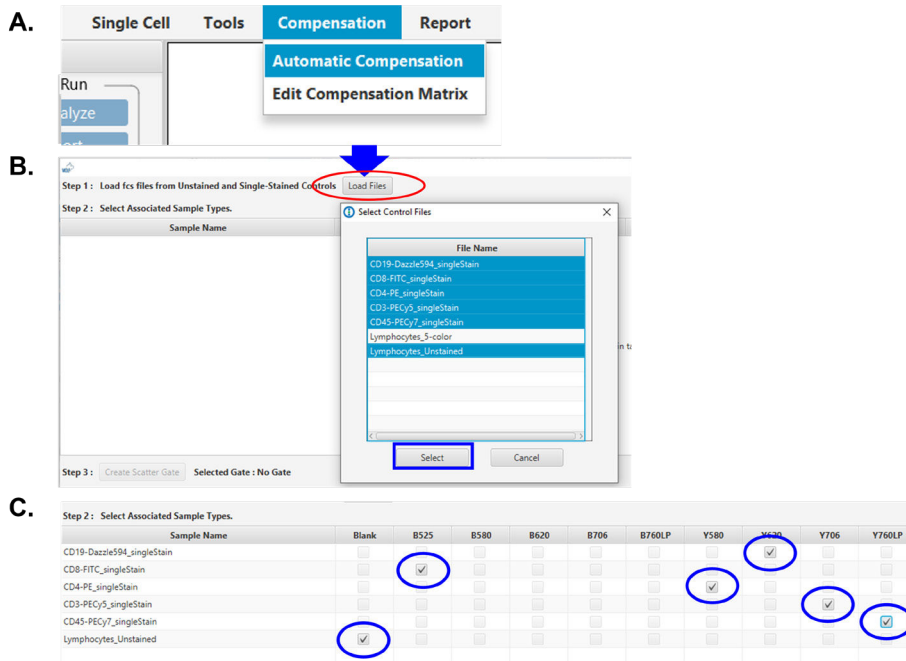 A.
Single Cell Tools Compensation Report
Automatic Compensation
Edit Compensation Matrix
Run
alyze
B.
Step 1 : Load fcs files from Unstained and Single-Stained Controls Load Files
Step 2 : Select Associated Sample Types.
Sample Name
Select Control Files
File Name
CD19-Dazzle594_singleStain
CD8-FITC_singleStain
CD4-PE_singleStain
CD3-PECy5_singleStain
CD45-PECy7_singleStain
Lymphocytes_5-color
Lymphocytes_Unstained
in ta
Select Cancel
Step 3 : Create Scatter Gate Selected Gate : No Gate
C.
Step 2 : Select Associated Sample Types.
Sample Name Blank B525 B580 B620 B706 B760LP Y580 Y620 Y706 Y760LP
CD19-Dazzle594_singleStain
CD8-FITC_singleStain
CD4-PE_singleStain
CD3-PECy5_singleStain
CD45-PECy7_singleStain
Lymphocytes_Unstained